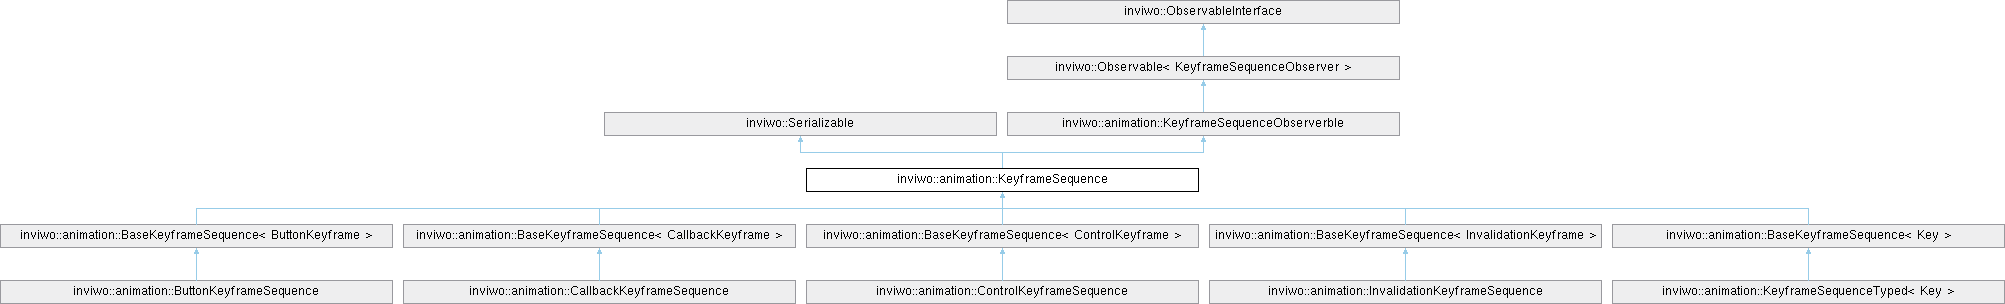 inviwo::ObservableInterface
inviwo::Observable< KeyframeSequenceObserver >
inviwo::Serializable
inviwo::animation::KeyframeSequenceObserverble
inviwo::animation::KeyframeSequence
inviwo::animation::BaseKeyframeSequence< ButtonKeyframe >
inviwo::animation::BaseKeyframeSequence< CallbackKeyframe >
inviwo::animation::BaseKeyframeSequence< ControlKeyframe >
inviwo::animation::BaseKeyframeSequence< InvalidationKeyframe >
inviwo::animation::BaseKeyframeSequence< Key >
inviwo::animation::ButtonKeyframeSequence
inviwo::animation::CallbackKeyframeSequence
inviwo::animation::ControlKeyframeSequence
inviwo::animation::InvalidationKeyframeSequence
inviwo::animation::KeyframeSequenceTyped< Key >